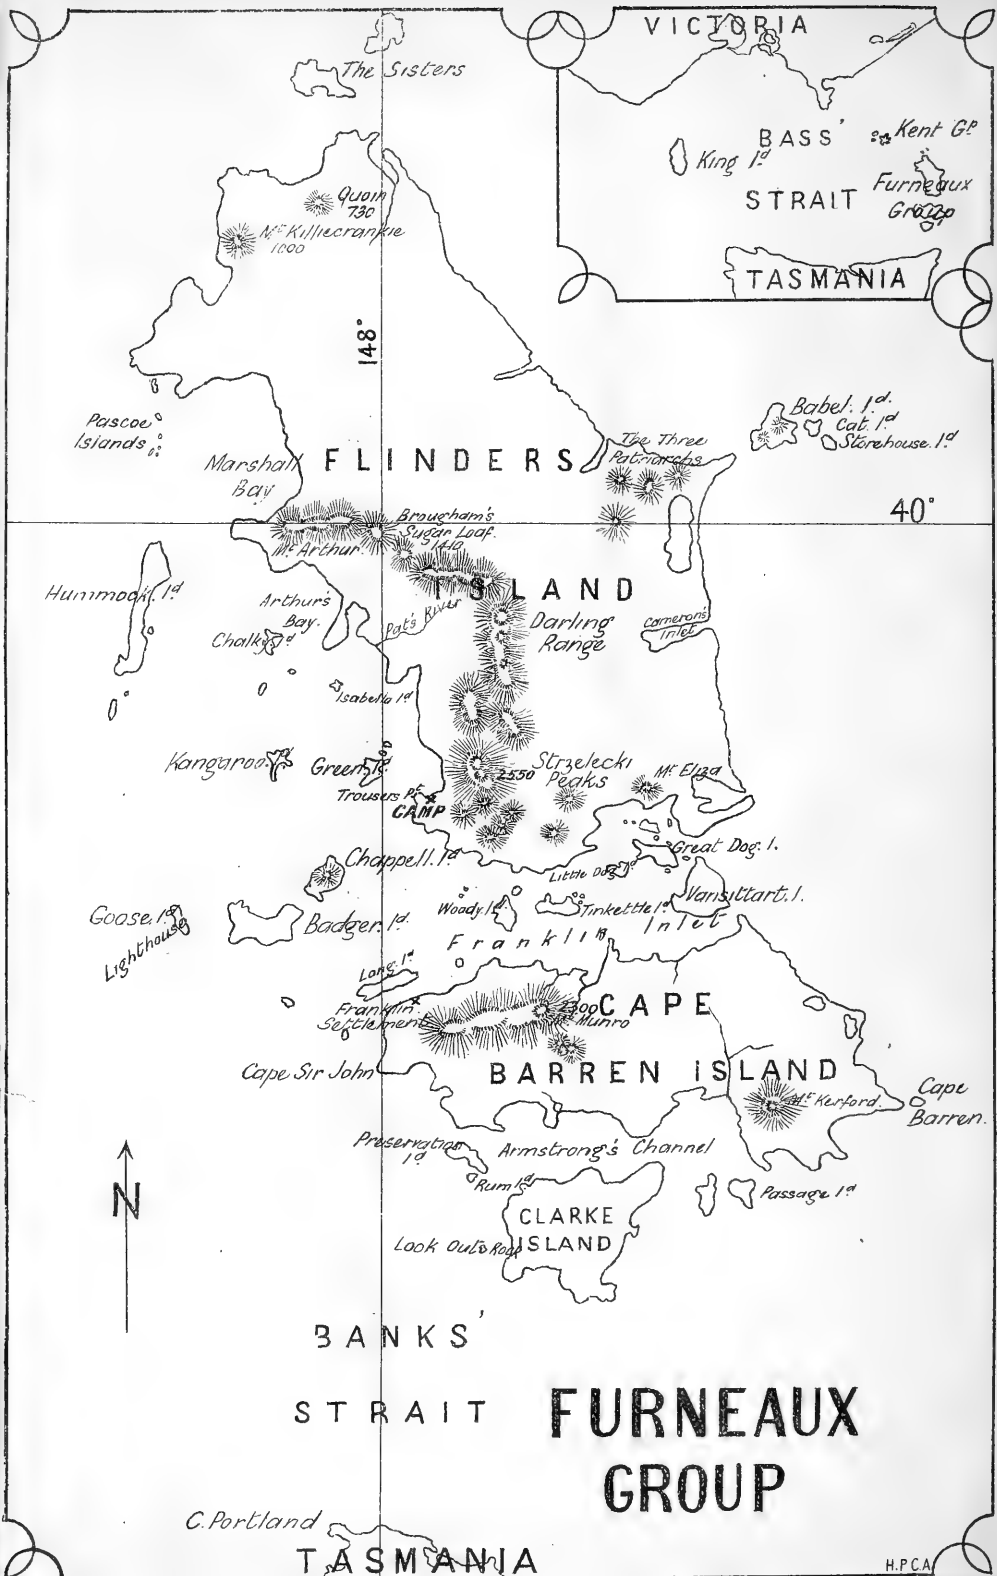 VICTORIA
The Sisters
BASS'
Kent Gp
King Id
STRAIT
Furneaux
Group
TASMANIA
Quoin
730
Mt Killiecrankie
1000
148°
Pascoe
Islands
Babel. Id.
Cat. Id
Storehouse. Id
The Three
Patriarchs
Marshall
Bay
FLINDERS
40°
Brougham's
Sugar Loaf.
1410
Mt Arthur
Hummock. Id
ISLAND
Arthur's
Bay.
Pat's River
Darling
Range
Cameron's
Inlet
Chalky Id
Isabella Id
Kangaroo. Id
Green Id
Strzelecki
Peaks
2550
Mt Eliza
Trousers Pt
CAMP
Great Dog. I.
Chappell. Id
Little Dog Id
Goose. Id
Lighthouse
Badger. Id
Woody Id
Tinkettle Id
Vansittart. I.
Franklin Inlet
Long. Id
Franklin
Settlement
2300
Mt Munro
CAPE
BARREN ISLAND
Cape Sir John
Mt Kerford.
Cape
Barren.
Preservation
Id
Armstrong's Channel
Rum Id
Passage Id
CLARKE
ISLAND
Look Out Rock
N
BANKS'
STRAIT
FURNEAUX
GROUP
C. Portland
TASMANIA
H.P.C.A.